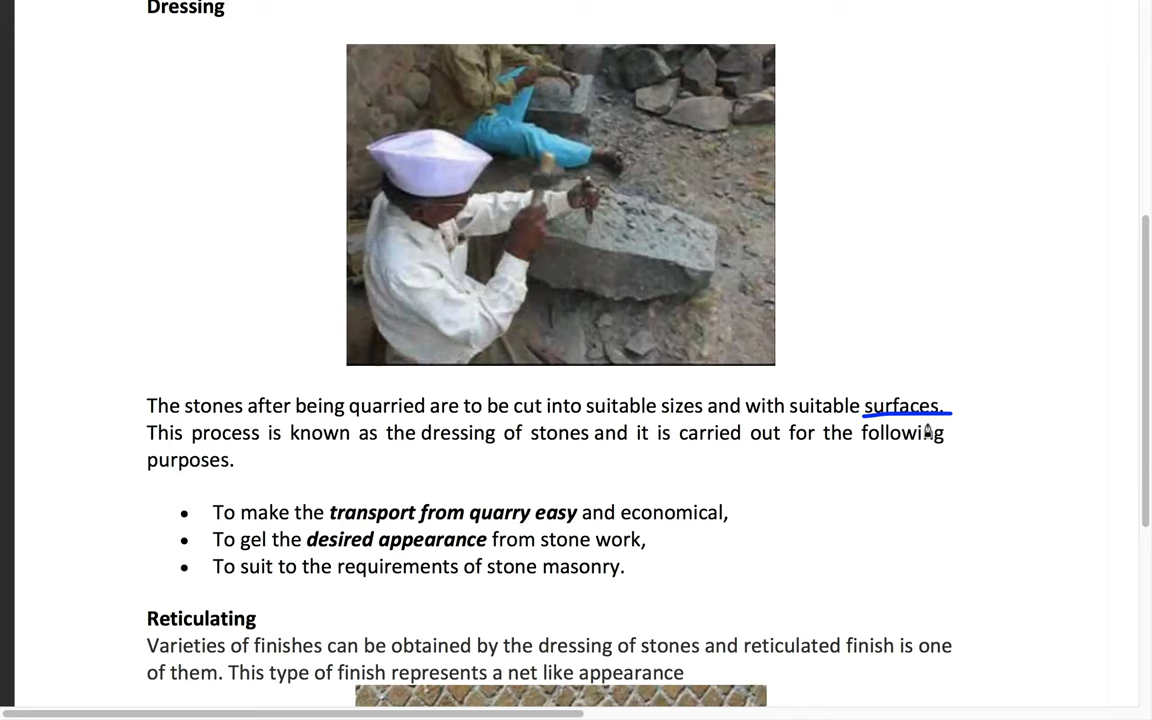 Dressing
The stones after being quarried are to be cut into suitable sizes and with suitable surfaces.
This process is known as the dressing of stones and it is carried out for the following
purposes.
• To make the transport from quarry easy and economical,
• To gel the desired appearance from stone work,
• To suit to the requirements of stone masonry.
Reticulating
Varieties of finishes can be obtained by the dressing of stones and reticulated finish is one
of them. This type of finish represents a net like appearance